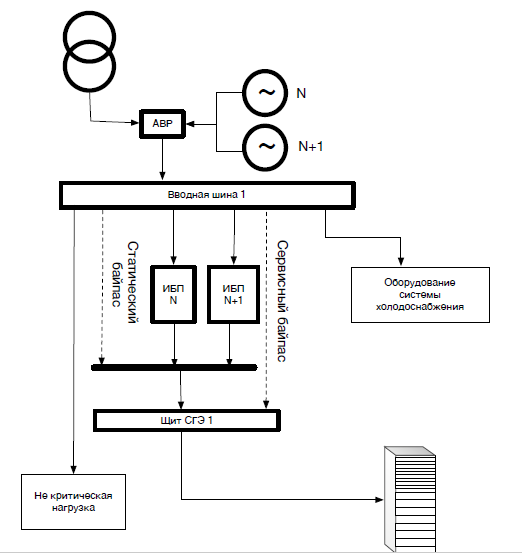 N
АВР
N+1
Вводная шина 1
Статический
байпас
ИБП
N
ИБП
N+1
Сервисный байпас
Оборудование
системы
холодоснабжения
Щит СГЭ 1
Не критическая
нагрузка